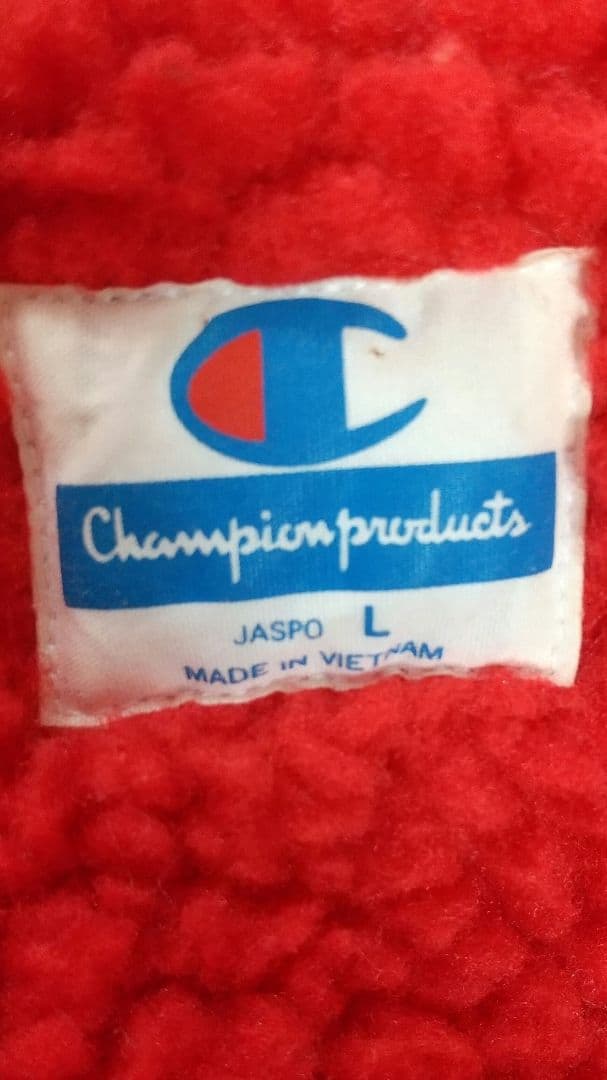 Champion products
JASPO L
MADE IN VIETNAM